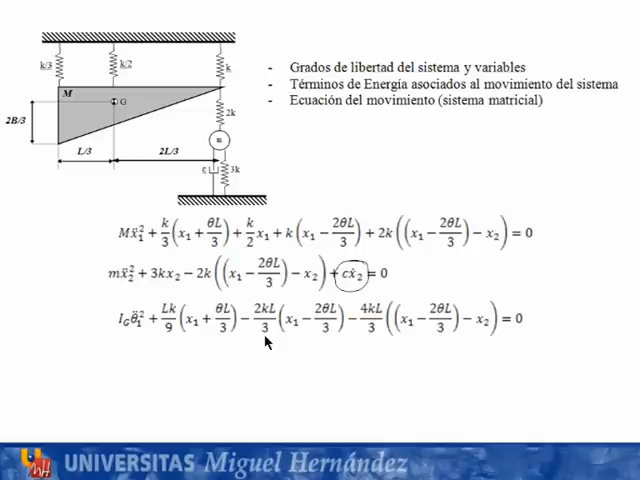 k/3 k/2 k
M
G
2k
2B/3
m
L/3 2L/3
c 3k
- Grados de libertad del sistema y variables
- Términos de Energía asociados al movimiento del sistema
- Ecuación del movimiento (sistema matricial)
Mẍ₁² + k/3 (x₁ + θL/3) + k/2 x₁ + k (x₁ − 2θL/3) + 2k ((x₁ − 2θL/3) − x₂) = 0
mẍ₂² + 3kx₂ − 2k ((x₁ − 2θL/3) − x₂) + cẋ₂ = 0
I_G θ̈₁² + Lk/9 (x₁ + θL/3) − 2kL/3 (x₁ − 2θL/3) − 4kL/3 ((x₁ − 2θL/3) − x₂) = 0
UNIVERSITAS Miguel Hernández